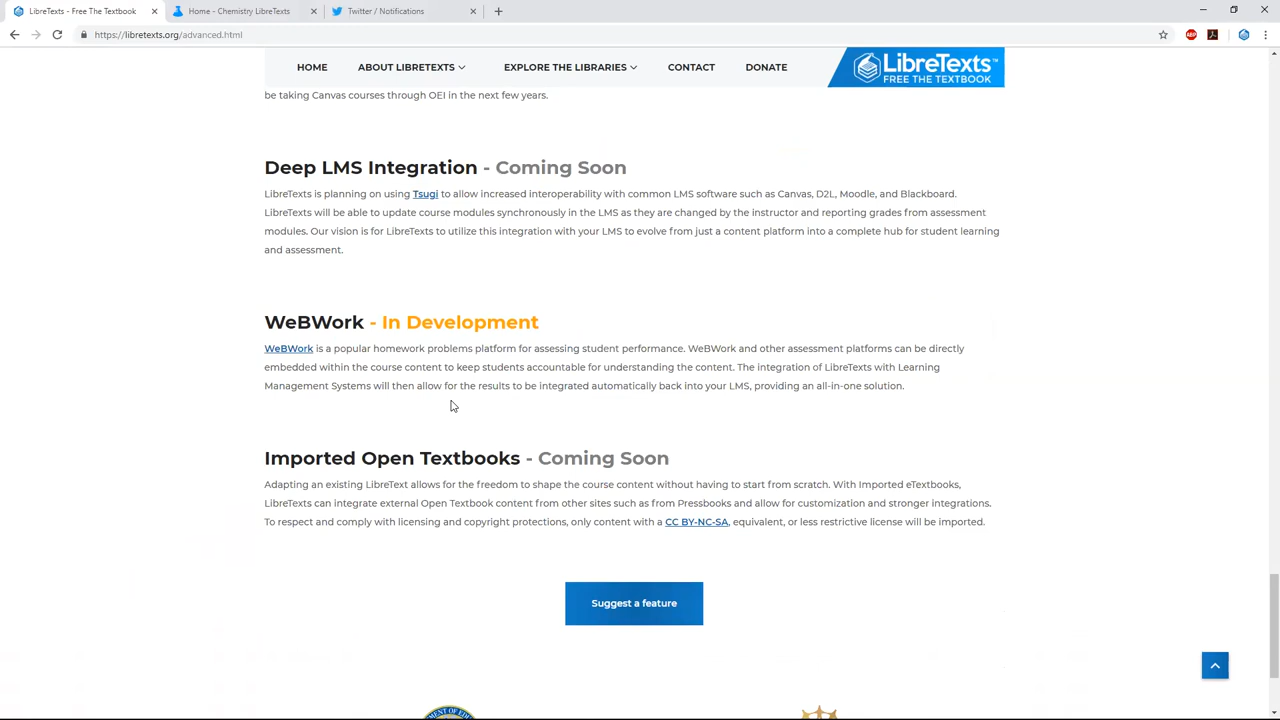 LibreTexts - Free The Textbook
Home - Chemistry LibreTexts
Twitter / Notifications
https://libretexts.org/advanced.html
HOME ABOUT LIBRETEXTS EXPLORE THE LIBRARIES CONTACT DONATE
LibreTexts™
FREE THE TEXTBOOK
be taking Canvas courses through OEI in the next few years.
Deep LMS Integration - Coming Soon
LibreTexts is planning on using Tsugi to allow increased interoperability with common LMS software such as Canvas, D2L, Moodle, and Blackboard.
LibreTexts will be able to update course modules synchronously in the LMS as they are changed by the instructor and reporting grades from assessment
modules. Our vision is for LibreTexts to utilize this integration with your LMS to evolve from just a content platform into a complete hub for student learning
and assessment.
WeBWork - In Development
WeBWork is a popular homework problems platform for assessing student performance. WeBWork and other assessment platforms can be directly
embedded within the course content to keep students accountable for understanding the content. The integration of LibreTexts with Learning
Management Systems will then allow for the results to be integrated automatically back into your LMS, providing an all-in-one solution.
Imported Open Textbooks - Coming Soon
Adapting an existing LibreText allows for the freedom to shape the course content without having to start from scratch. With Imported eTextbooks,
LibreTexts can integrate external Open Textbook content from other sites such as from Pressbooks and allow for customization and stronger integrations.
To respect and comply with licensing and copyright protections, only content with a CC BY-NC-SA, equivalent, or less restrictive license will be imported.
Suggest a feature